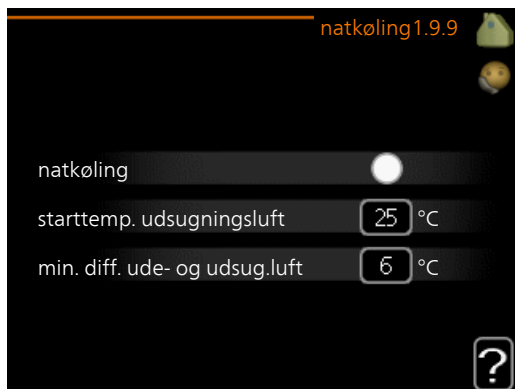 natkøling1.9.9
natkøling
starttemp. udsugningsluft 25 °C
min. diff. ude- og udsug.luft 6 °C
?